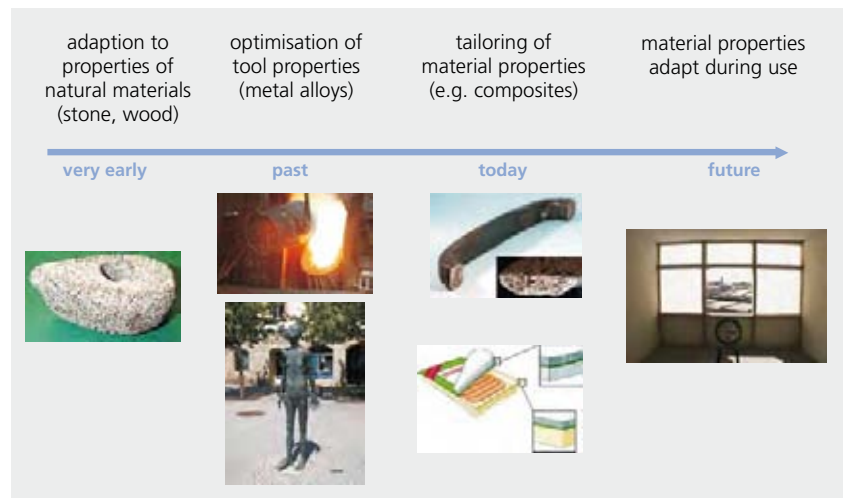 adaption to
properties of
natural materials
(stone, wood)
optimisation of
tool properties
(metal alloys)
tailoring of
material properties
(e.g. composites)
material properties
adapt during use
very early
past
today
future